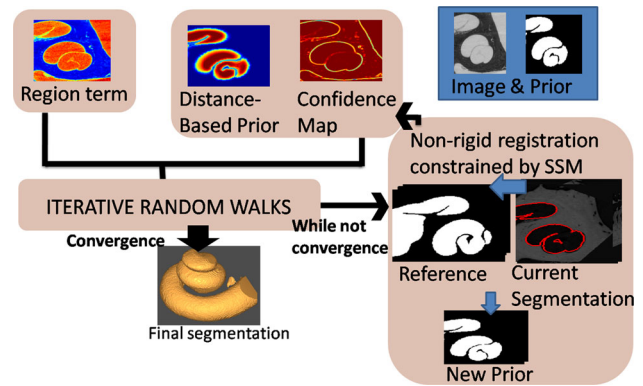 Region term
Distance-
Based Prior
Confidence
Map
Image & Prior
Non-rigid registration
constrained by SSM
ITERATIVE RANDOM WALKS
Convergence
While not
convergence
Reference
Current
Segmentation
Final segmentation
New Prior